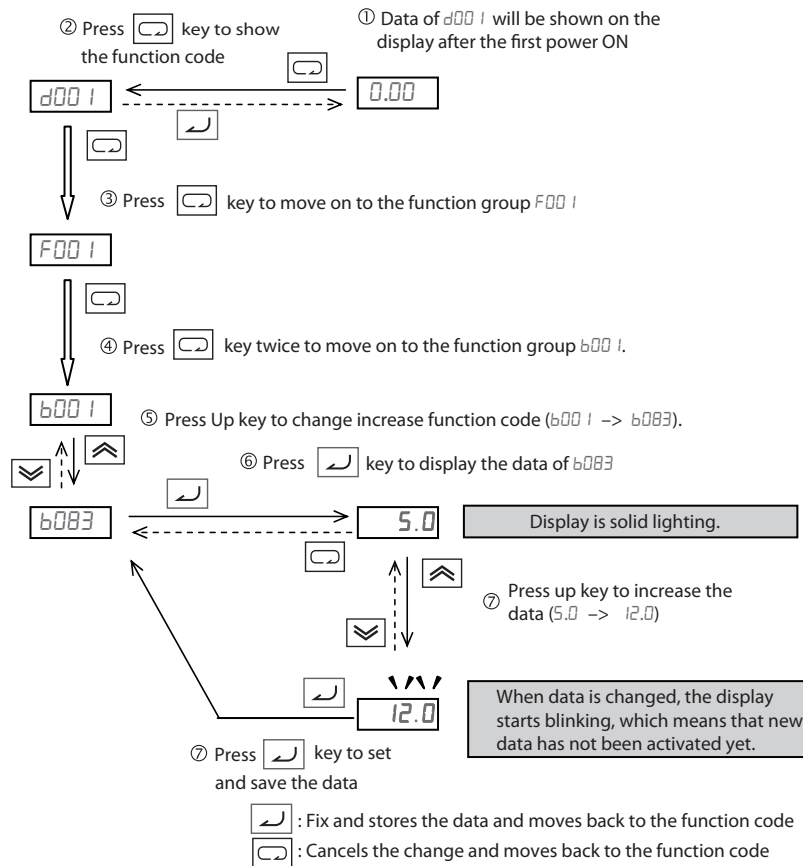 ① Data of d001 will be shown on the
display after the first power ON
② Press key to show
the function code
d001
0.00
③ Press key to move on to the function group F001
F001
④ Press key twice to move on to the function group b001.
b001
⑤ Press Up key to change increase function code (b001 –> b083).
⑥ Press key to display the data of b083
b083
5.0
Display is solid lighting.
⑦ Press up key to increase the
data (5.0 –> 12.0)
12.0
When data is changed, the display
starts blinking, which means that new
data has not been activated yet.
⑦ Press key to set
and save the data
: Fix and stores the data and moves back to the function code
: Cancels the change and moves back to the function code